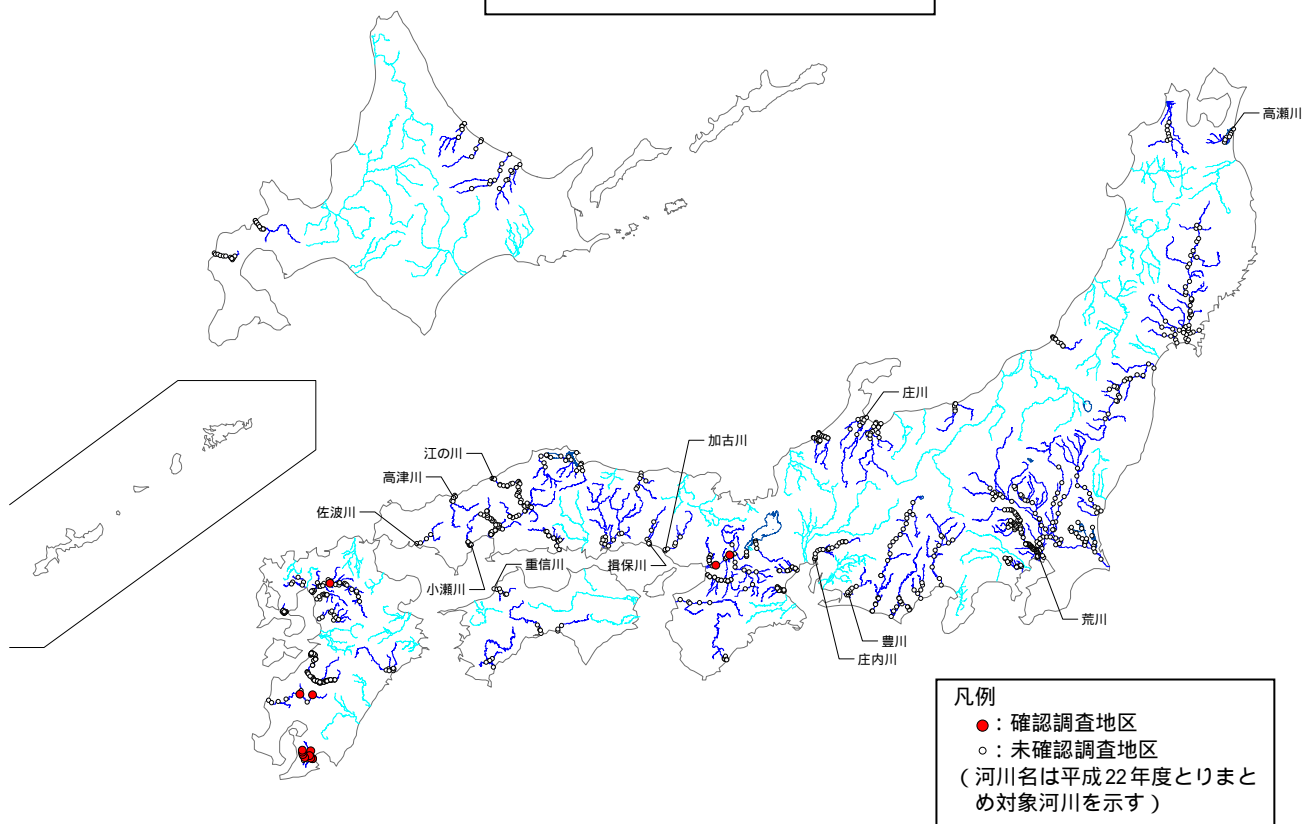 高瀬川
庄川
加古川
江の川
高津川
佐波川
小瀬川
重信川
揖保川
荒川
豊川
庄内川
凡例
●：確認調査地区
○：未確認調査地区
（河川名は平成22年度とりまと
め対象河川を示す）